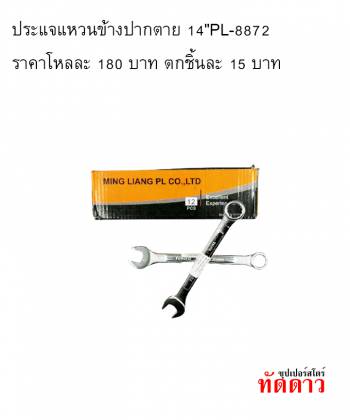 ประแจแหวนข้างปากตาย 14"PL-8872
ราคาโหลละ 180 บาท ตกชิ้นละ 15 บาท
MING LIANG PL CO.,LTD
12
PCS
Excellent
Experience
ซุปเปอร์สโตร์
ทัดดาว